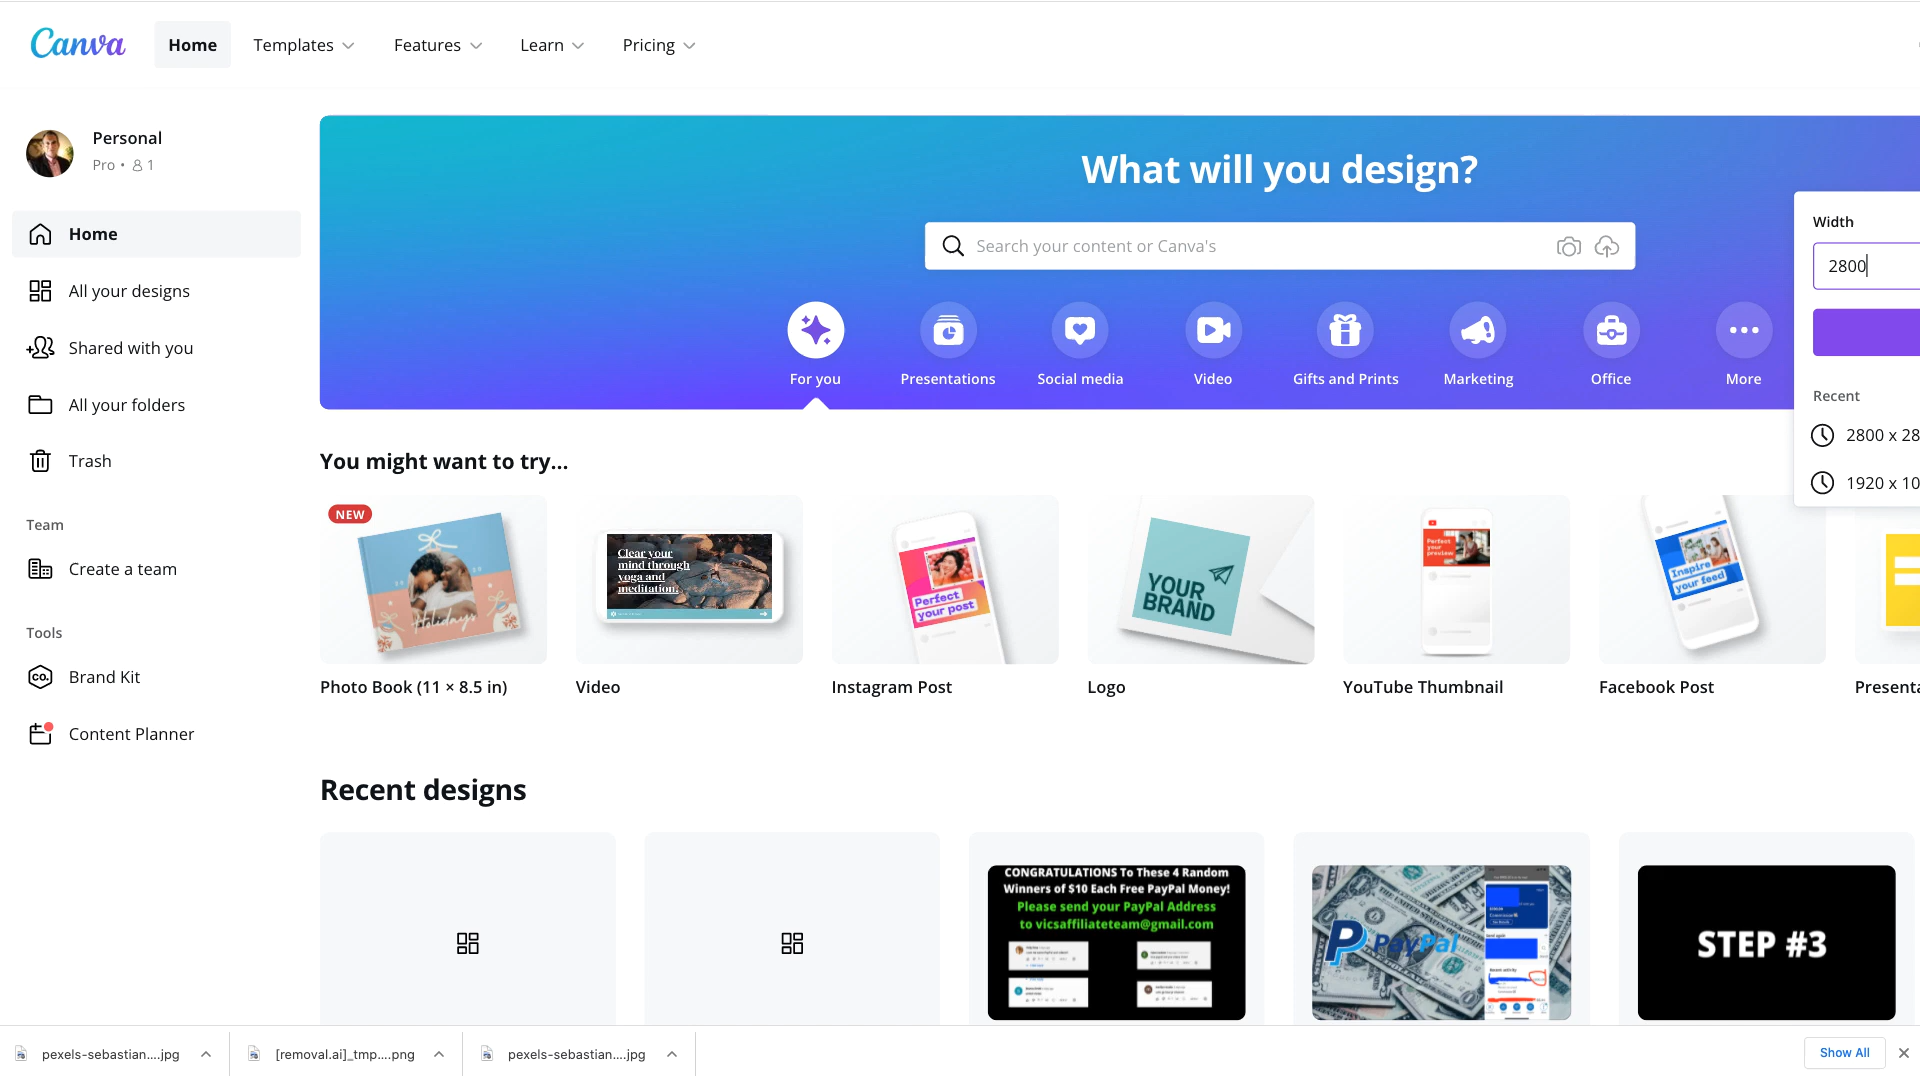 Canva
Home
Templates
Features
Learn
Pricing
Personal
Pro • 1
Home
All your designs
Shared with you
All your folders
Trash
Team
Create a team
Tools
Brand Kit
Content Planner
What will you design?
Search your content or Canva's
For you
Presentations
Social media
Video
Gifts and Prints
Marketing
Office
More
Width
2800
Recent
2800 x 28
1920 x 10
You might want to try...
NEW
Holidays
Clear your
mind through
yoga and
meditation.
Perfect
your post
YOUR
BRAND
Perfect
your
preview
Inspire
your feed
Photo Book (11 × 8.5 in)
Video
Instagram Post
Logo
YouTube Thumbnail
Facebook Post
Presenta
Recent designs
CONGRATULATIONS To These 4 Random
Winners of $10 Each Free PayPal Money!
Please send your PayPal Address
to vicsaffiliateteam@gmail.com
PayPal
STEP #3
pexels-sebastian....jpg
[removal.ai]_tmp....png
pexels-sebastian....jpg
Show All